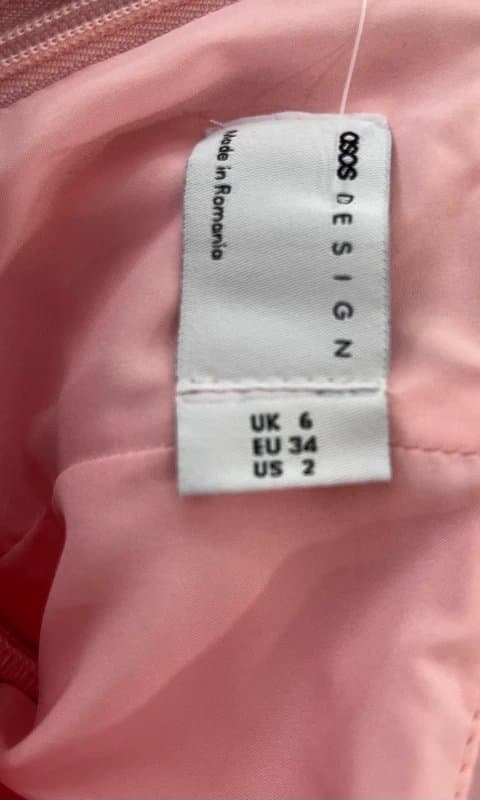 asos DESIGN
Made in Romania
UK 6
EU 34
US 2